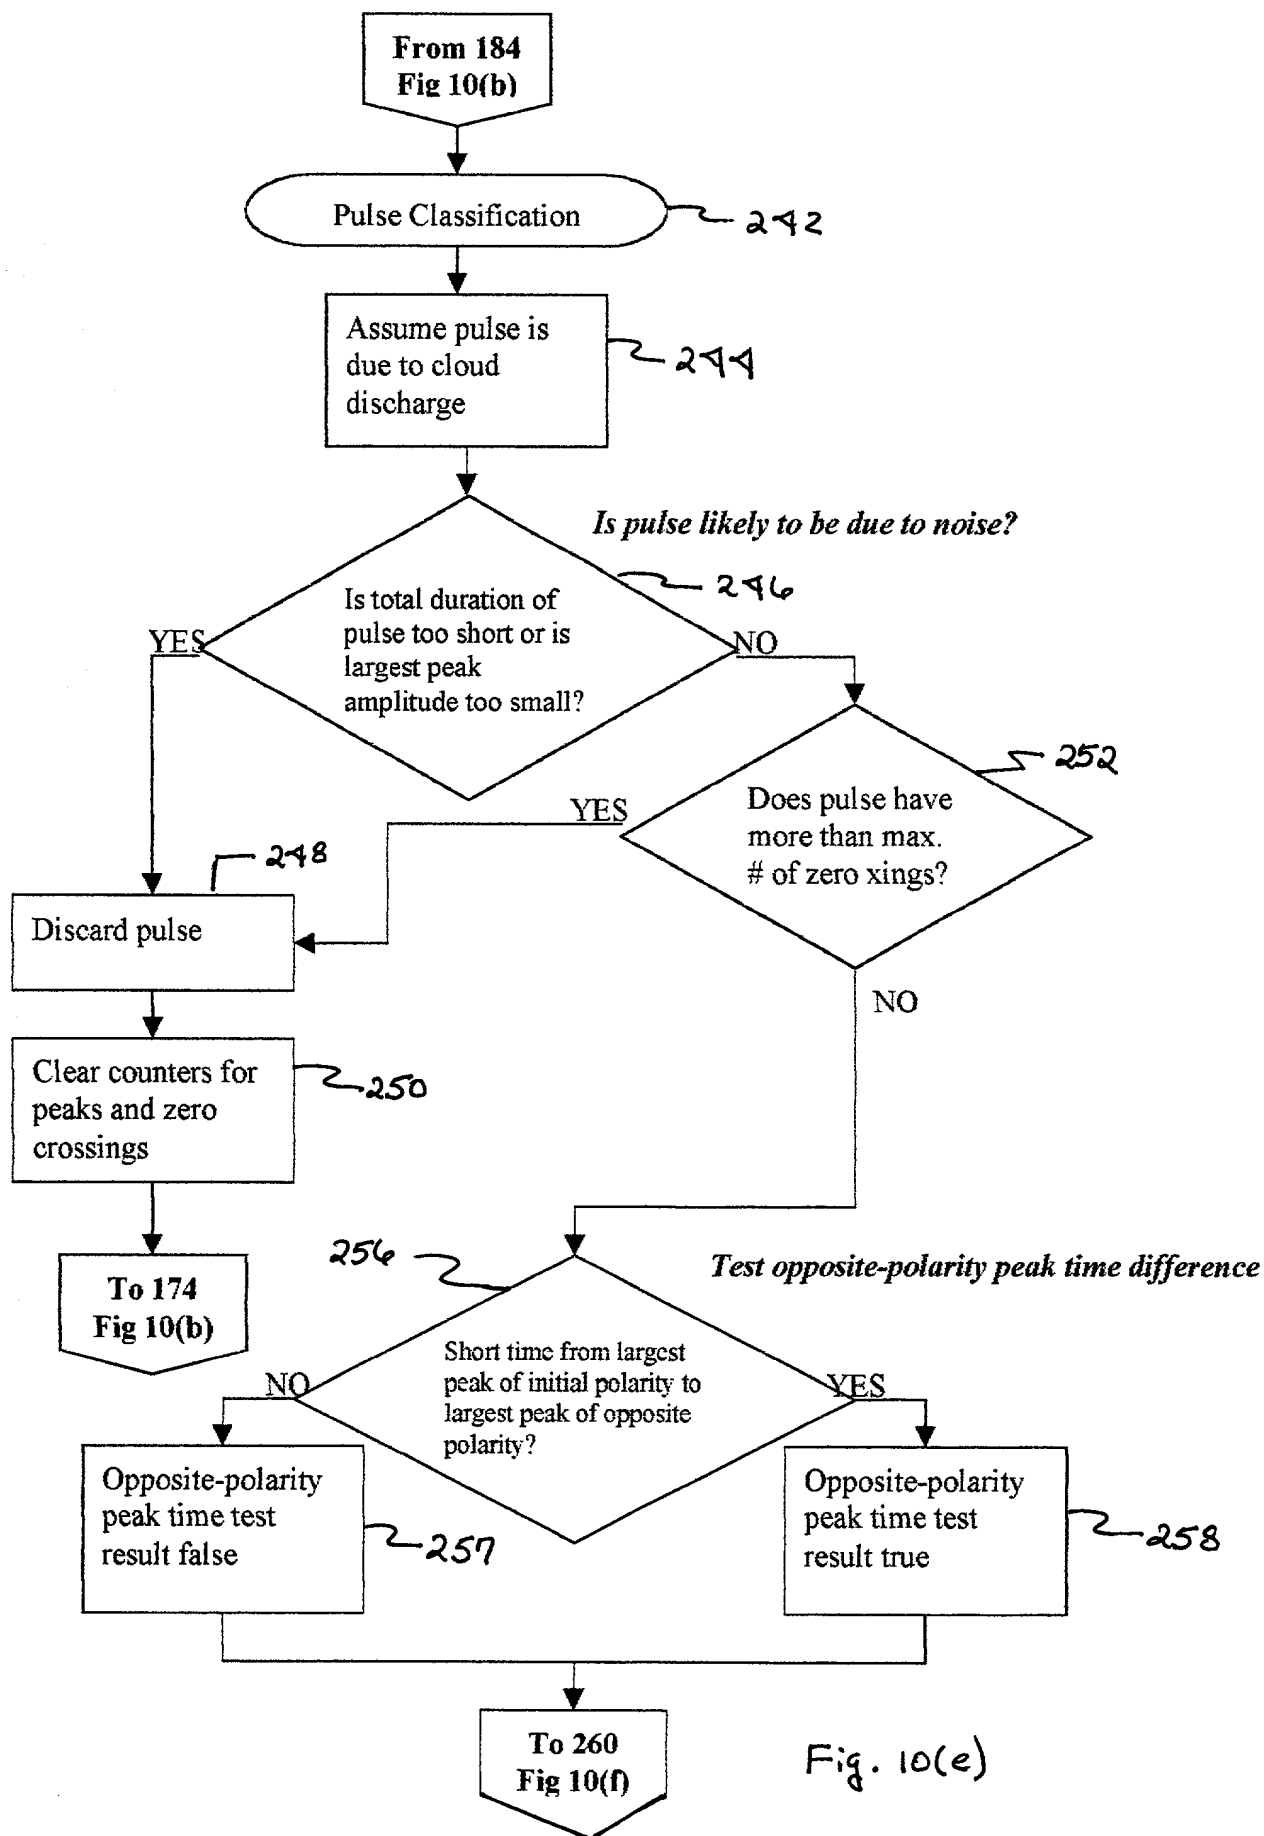 From 184
Fig 10(b)
Pulse Classification
242
Assume pulse is
due to cloud
discharge
244
Is pulse likely to be due to noise?
246
Is total duration of
pulse too short or is
largest peak
amplitude too small?
YES
NO
252
Does pulse have
more than max.
# of zero xings?
YES
NO
248
Discard pulse
Clear counters for
peaks and zero
crossings
250
To 174
Fig 10(b)
256
Test opposite-polarity peak time difference
Short time from largest
peak of initial polarity to
largest peak of opposite
polarity?
NO
YES
Opposite-polarity
peak time test
result false
257
Opposite-polarity
peak time test
result true
258
To 260
Fig 10(f)
Fig. 10(e)